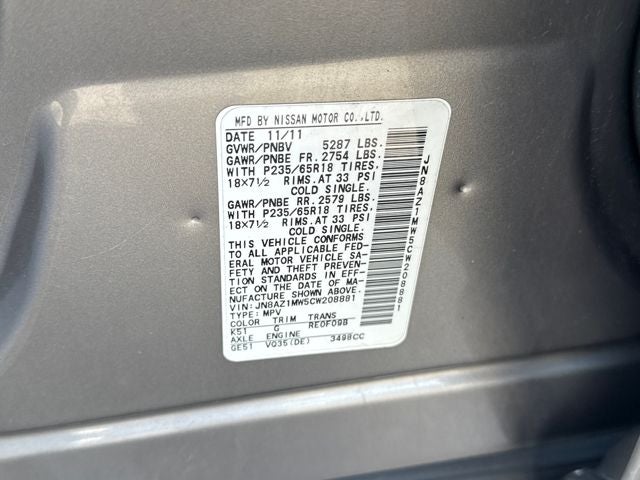 MFD BY NISSAN MOTOR CO.,LTD.
DATE 11/11
GVWR/PNBV 5287 LBS.
GAWR/PNBE FR. 2754 LBS.
WITH P235/65R18 TIRES.
18×7½ RIMS.AT 33 PSI
COLD SINGLE.
GAWR/PNBE RR. 2579 LBS.
WITH P235/65R18 TIRES.
18×7½ RIMS.AT 33 PSI
COLD SINGLE.
THIS VEHICLE CONFORMS
TO ALL APPLICABLE FED-
ERAL MOTOR VEHICLE SA-
FETY AND THEFT PREVEN-
TION STANDARDS IN EFF-
ECT ON THE DATE OF MA-
NUFACTURE SHOWN ABOVE.
VIN: JN8AZ1MW5CW208881
TYPE: MPV
COLOR TRIM TRANS
K51 G RE0F09B
AXLE ENGINE
GE51 VQ35(DE) 3498CC
JN8AZ1MW5CW208881